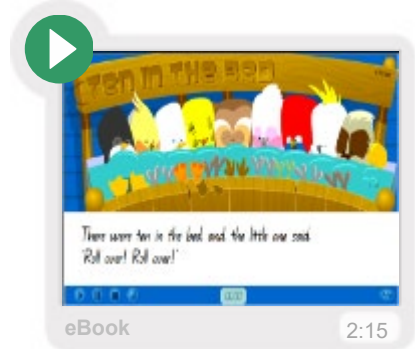 TEN IN THE BED
There were ten in the bed and the little one said
'Roll over! Roll over!'
eBook
2:15